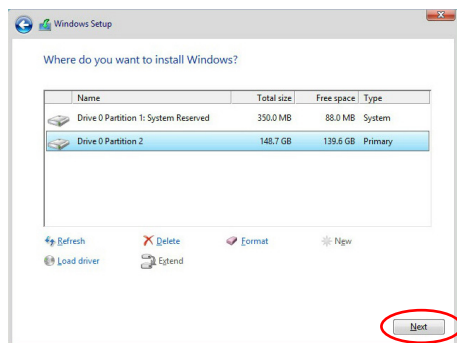 Windows Setup
Where do you want to install Windows?
Name Total size Free space Type
Drive 0 Partition 1: System Reserved 350.0 MB 88.0 MB System
Drive 0 Partition 2 148.7 GB 139.6 GB Primary
Refresh Delete Format New
Load driver Extend
Next